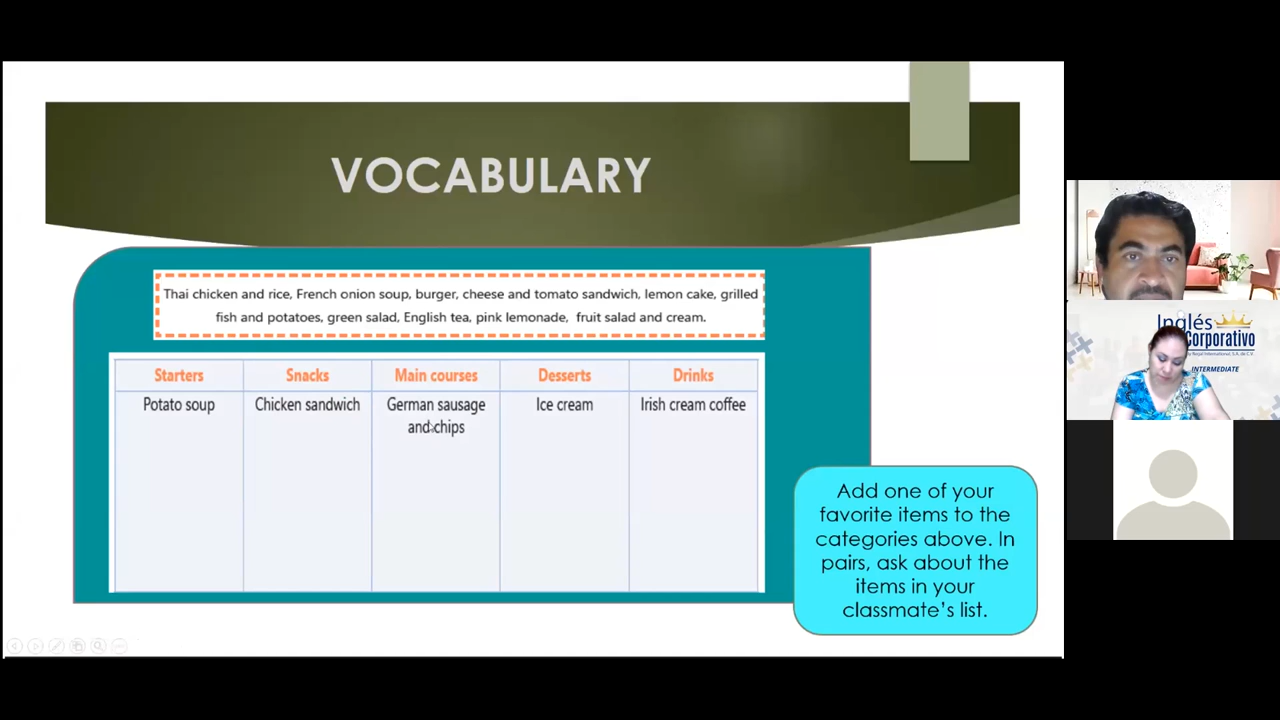 VOCABULARY
Thai chicken and rice, French onion soup, burger, cheese and tomato sandwich, lemon cake, grilled
fish and potatoes, green salad, English tea, pink lemonade, fruit salad and cream.
Starters Snacks Main courses Desserts Drinks
Potato soup Chicken sandwich German sausage Ice cream Irish cream coffee
and chips
Add one of your
favorite items to the
categories above. In
pairs, ask about the
items in your
classmate's list.
Inglés
Corporativo
INTERMEDIATE